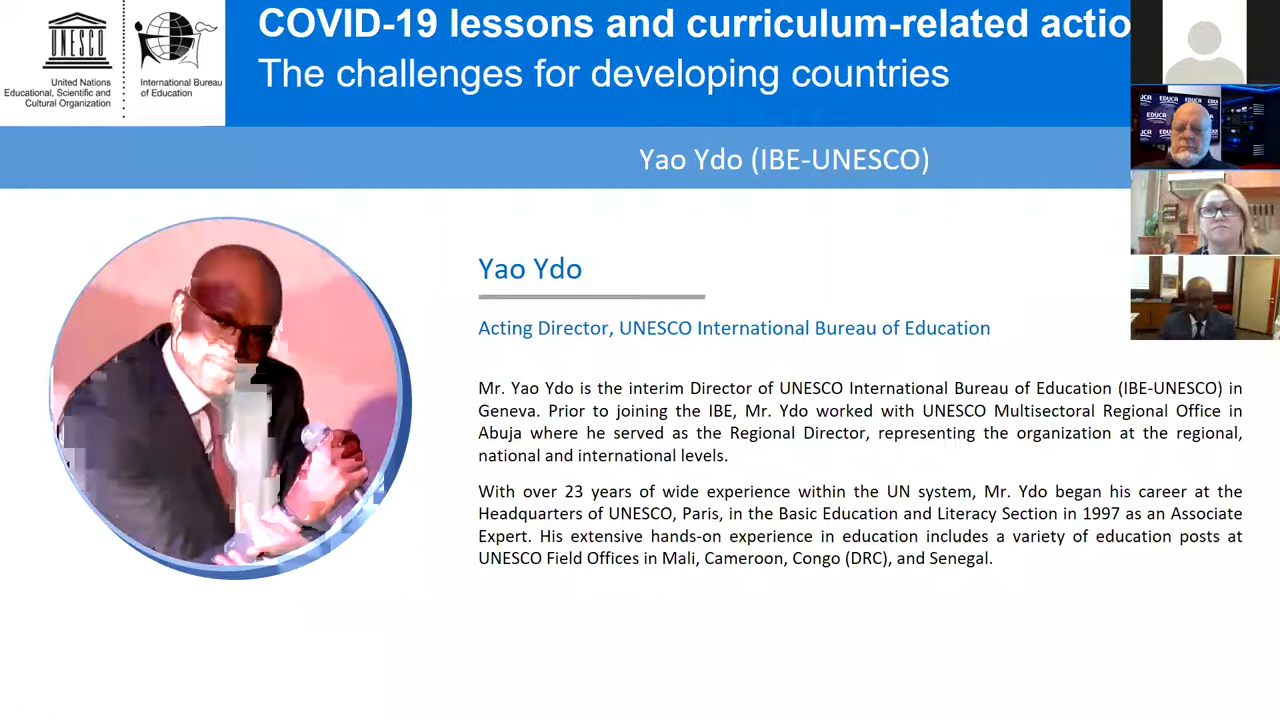 COVID-19 lessons and curriculum-related actio
The challenges for developing countries
UNESCO
United Nations
Educational, Scientific and
Cultural Organization
International Bureau
of Education
Yao Ydo (IBE-UNESCO)
EDUCA
EDUCA
Yao Ydo
Acting Director, UNESCO International Bureau of Education
Mr. Yao Ydo is the interim Director of UNESCO International Bureau of Education (IBE-UNESCO) in
Geneva. Prior to joining the IBE, Mr. Ydo worked with UNESCO Multisectoral Regional Office in
Abuja where he served as the Regional Director, representing the organization at the regional,
national and international levels.
With over 23 years of wide experience within the UN system, Mr. Ydo began his career at the
Headquarters of UNESCO, Paris, in the Basic Education and Literacy Section in 1997 as an Associate
Expert. His extensive hands-on experience in education includes a variety of education posts at
UNESCO Field Offices in Mali, Cameroon, Congo (DRC), and Senegal.